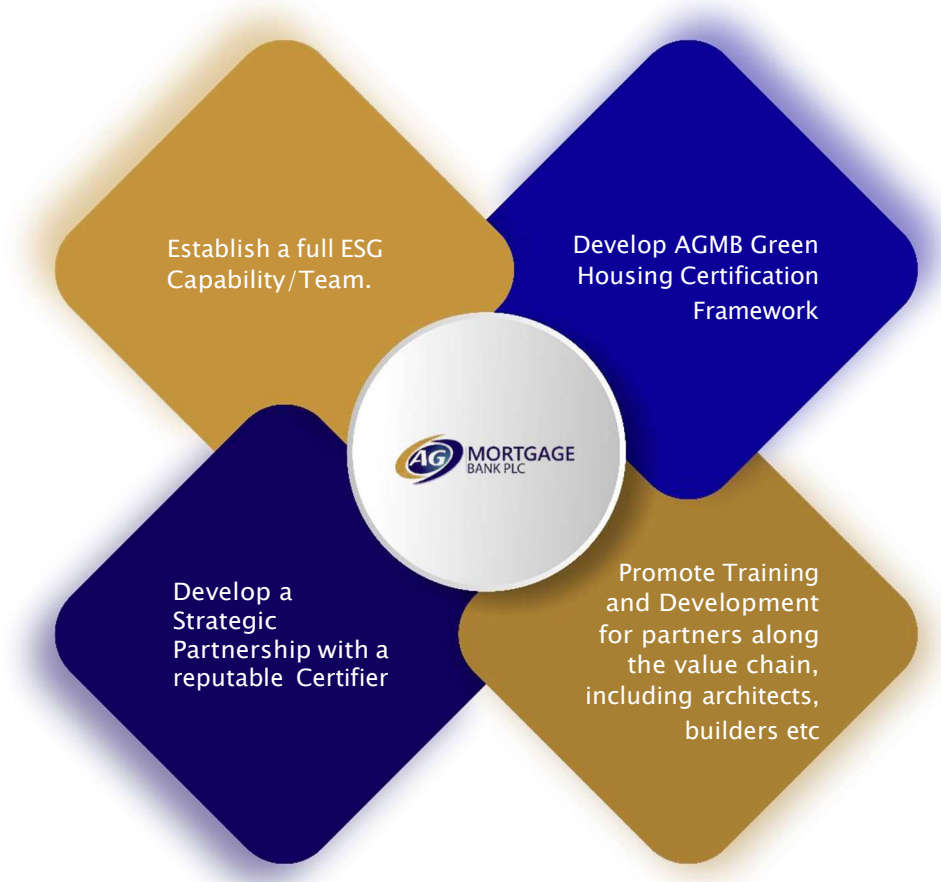 Establish a full ESG
Capability/Team.
Develop AGMB Green
Housing Certification
Framework
AG MORTGAGE
BANK PLC
Develop a
Strategic
Partnership with a
reputable Certifier
Promote Training
and Development
for partners along
the value chain,
including architects,
builders etc